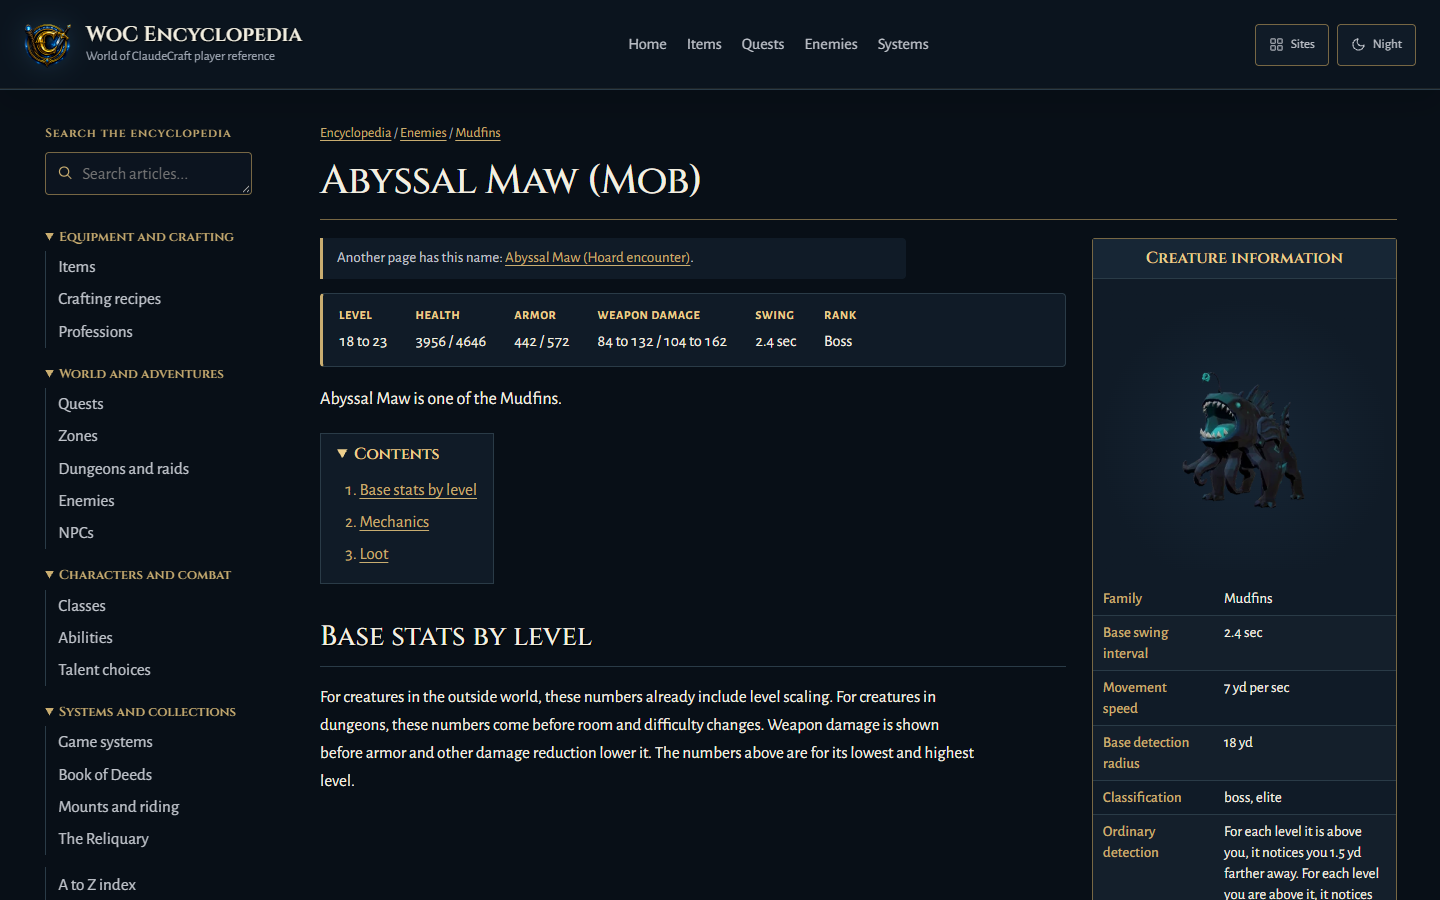 WoC Encyclopedia
World of ClaudeCraft player reference
Home
Items
Quests
Enemies
Systems
Sites
Night
Search the encyclopedia
Search articles...
Equipment and crafting
Items
Crafting recipes
Professions
World and adventures
Quests
Zones
Dungeons and raids
Enemies
NPCs
Characters and combat
Classes
Abilities
Talent choices
Systems and collections
Game systems
Book of Deeds
Mounts and riding
The Reliquary
A to Z index
Encyclopedia / Enemies / Mudfins
Abyssal Maw (Mob)
Another page has this name: Abyssal Maw (Hoard encounter).
LEVEL
18 to 23
HEALTH
3956 / 4646
ARMOR
442 / 572
WEAPON DAMAGE
84 to 132 / 104 to 162
SWING
2.4 sec
RANK
Boss
Abyssal Maw is one of the Mudfins.
Contents
1. Base stats by level
2. Mechanics
3. Loot
Base stats by level
For creatures in the outside world, these numbers already include level scaling. For creatures in
dungeons, these numbers come before room and difficulty changes. Weapon damage is shown
before armor and other damage reduction lower it. The numbers above are for its lowest and highest
level.
Creature information
Family
Mudfins
Base swing
interval
2.4 sec
Movement
speed
7 yd per sec
Base detection
radius
18 yd
Classification
boss, elite
Ordinary
detection
For each level it is above
you, it notices you 1.5 yd
farther away. For each level
you are above it, it notices